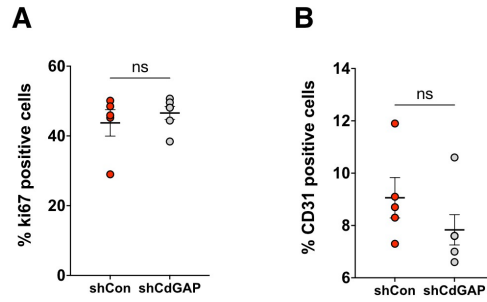 A
% ki67 positive cells
60
40
20
0
ns
shCon shCdGAP
B
% CD31 positive cells
14
12
10
8
6
ns
shCon shCdGAP